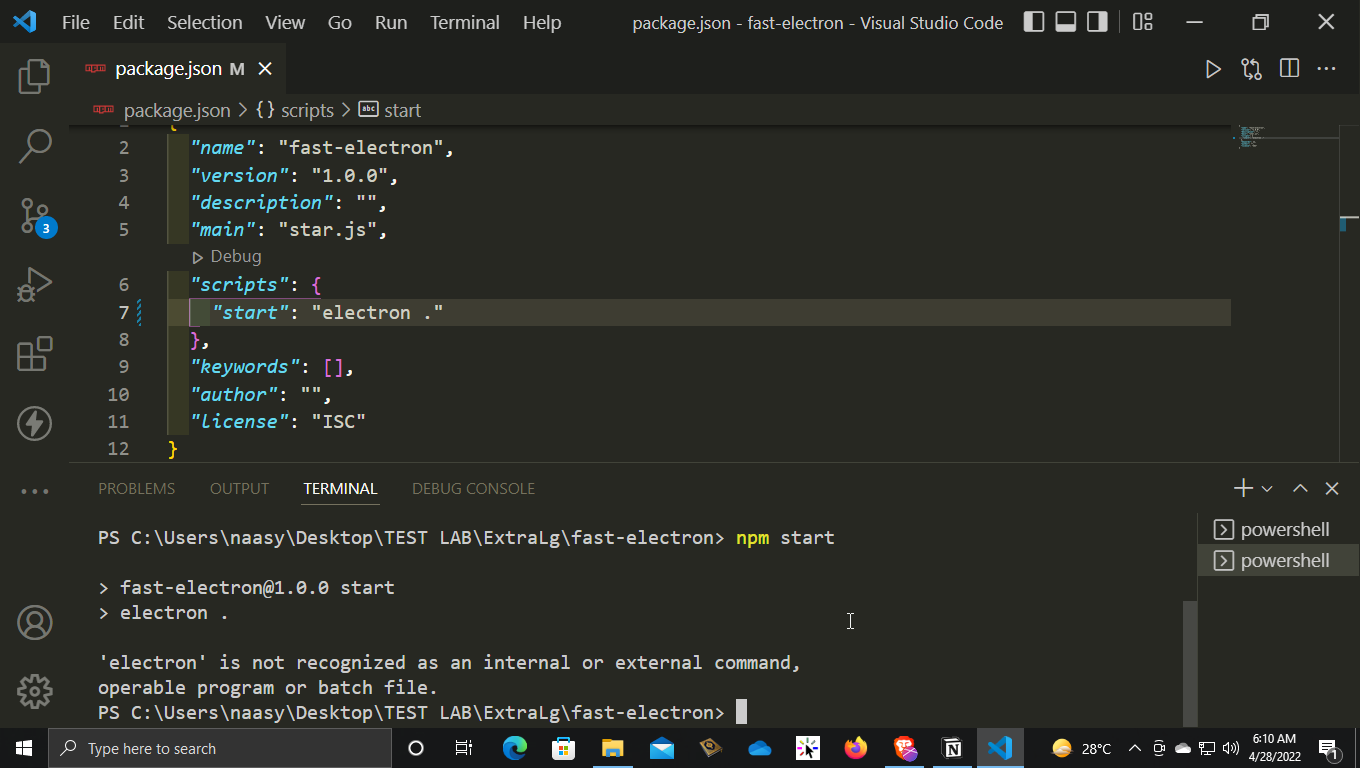 File Edit Selection View Go Run Terminal Help package.json - fast-electron - Visual Studio Code
package.json M
package.json > {} scripts > abc start
{
2 "name": "fast-electron",
3 "version": "1.0.0",
4 "description": "",
5 "main": "star.js",
Debug
6 "scripts": {
7 "start": "electron ."
8 },
9 "keywords": [],
10 "author": "",
11 "license": "ISC"
12 }
3
PROBLEMS OUTPUT TERMINAL DEBUG CONSOLE
PS C:\Users\naasy\Desktop\TEST LAB\ExtraLg\fast-electron> npm start
> fast-electron@1.0.0 start
> electron .
'electron' is not recognized as an internal or external command,
operable program or batch file.
PS C:\Users\naasy\Desktop\TEST LAB\ExtraLg\fast-electron>
powershell
powershell
Type here to search
28°C
6:10 AM
4/28/2022
1